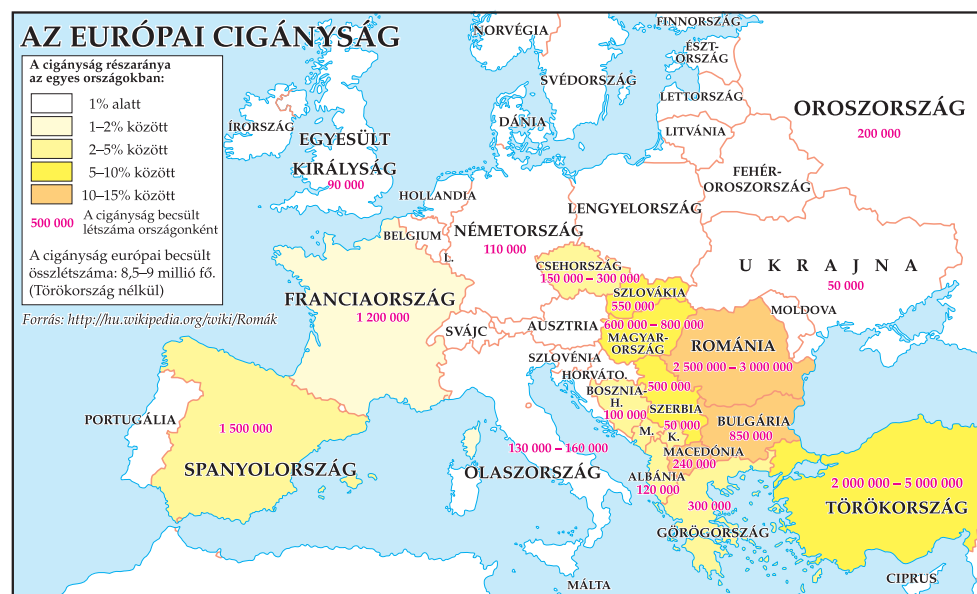 AZ EURÓPAI CIGÁNYSÁG
A cigányság részaránya
az egyes országokban:
1% alatt
1–2% között
2–5% között
5–10% között
10–15% között
500 000
A cigányság becsült
létszáma országonként
A cigányság európai becsült
összlétszáma: 8,5–9 millió fő.
(Törökország nélkül)
Forrás: http://hu.wikipedia.org/wiki/Romák
NORVÉGIA
SVÉDORSZÁG
FINNORSZÁG
ÉSZT-
ORSZÁG
LETTORSZÁG
LITVÁNIA
OROSZORSZÁG
200 000
ÍRORSZÁG
EGYESÜLT
KIRÁLYSÁG
90 000
DÁNIA
FEHÉR-
OROSZORSZÁG
HOLLANDIA
BELGIUM
L.
NÉMETORSZÁG
110 000
LENGYELORSZÁG
UKRAJNA
50 000
CSEHORSZÁG
150 000 – 300 000
SZLOVÁKIA
550 000
FRANCIAORSZÁG
1 200 000
SVÁJC
AUSZTRIA
600 000 – 800 000
MAGYAR-
ORSZÁG
MOLDOVA
ROMÁNIA
2 500 000 – 3 000 000
SZLOVÉNIA
HORVÁTO.
BOSZNIA-
H.
100 000
500 000
SZERBIA
50 000
M.
K.
BULGÁRIA
850 000
MACEDÓNIA
240 000
ALBÁNIA
120 000
300 000
GÖRÖGORSZÁG
PORTUGÁLIA
1 500 000
SPANYOLORSZÁG
130 000 – 160 000
OLASZORSZÁG
2 000 000 – 5 000 000
TÖRÖKORSZÁG
MÁLTA
CIPRUS